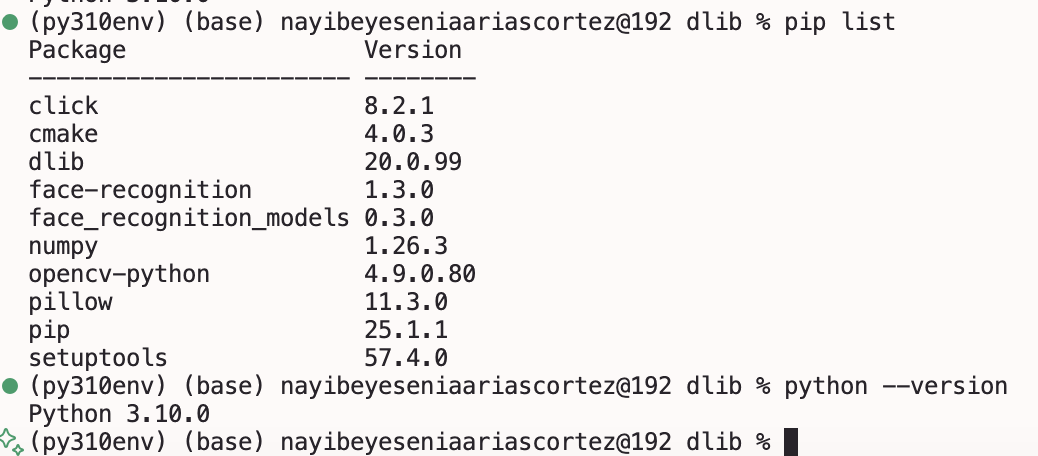 Python 3.10.0
(py310env) (base) nayibeyeseniaariascortez@192 dlib % pip list
Package                 Version
----------------------- --------
click                   8.2.1
cmake                   4.0.3
dlib                    20.0.99
face-recognition        1.3.0
face_recognition_models 0.3.0
numpy                   1.26.3
opencv-python           4.9.0.80
pillow                  11.3.0
pip                     25.1.1
setuptools              57.4.0
(py310env) (base) nayibeyeseniaariascortez@192 dlib % python --version
Python 3.10.0
(py310env) (base) nayibeyeseniaariascortez@192 dlib %